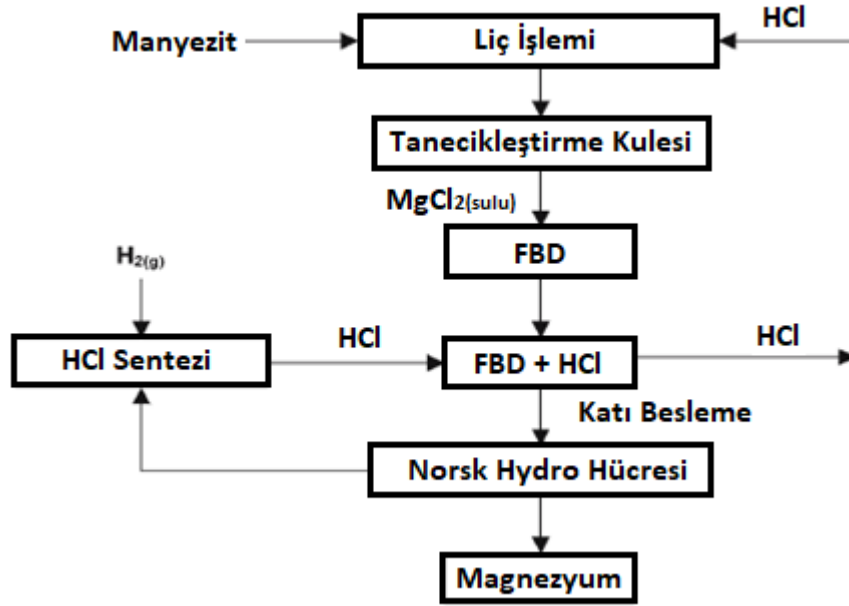 HCl
Manyezit
Liç İşlemi
Tanecikleştirme Kulesi
MgCl2(sulu)
FBD
H2(g)
HCl Sentezi
HCl
FBD + HCl
HCl
Katı Besleme
Norsk Hydro Hücresi
Magnezyum